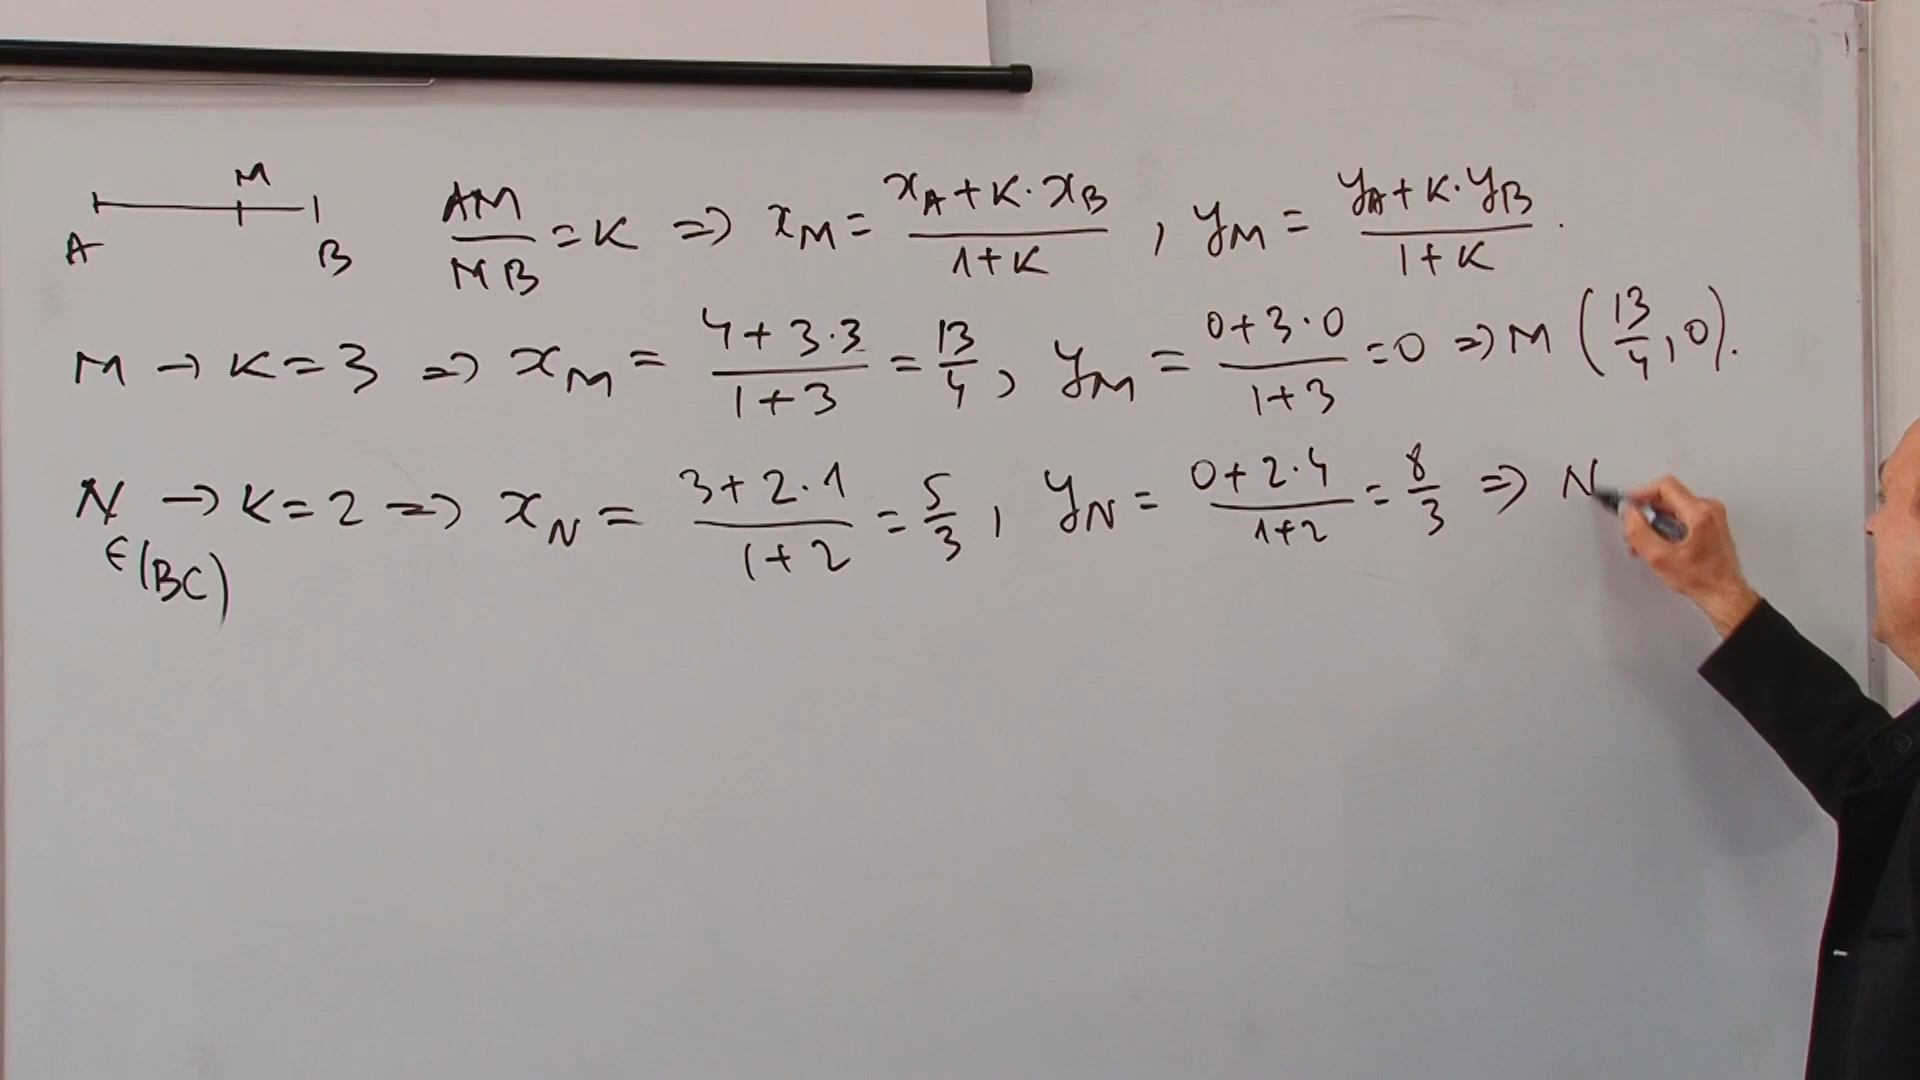 A M B AM/MB = K => x_M = (x_A + K · x_B)/(1 + K), y_M = (y_A + K · y_B)/(1 + K).
M → K = 3 => x_M = (4 + 3·3)/(1 + 3) = 13/4, y_M = (0 + 3·0)/(1 + 3) = 0 => M (13/4, 0).
N → K = 2 => x_N = (3 + 2·1)/(1 + 2) = 5/3, y_N = (0 + 2·4)/(1 + 2) = 8/3 => N
∈ (BC)